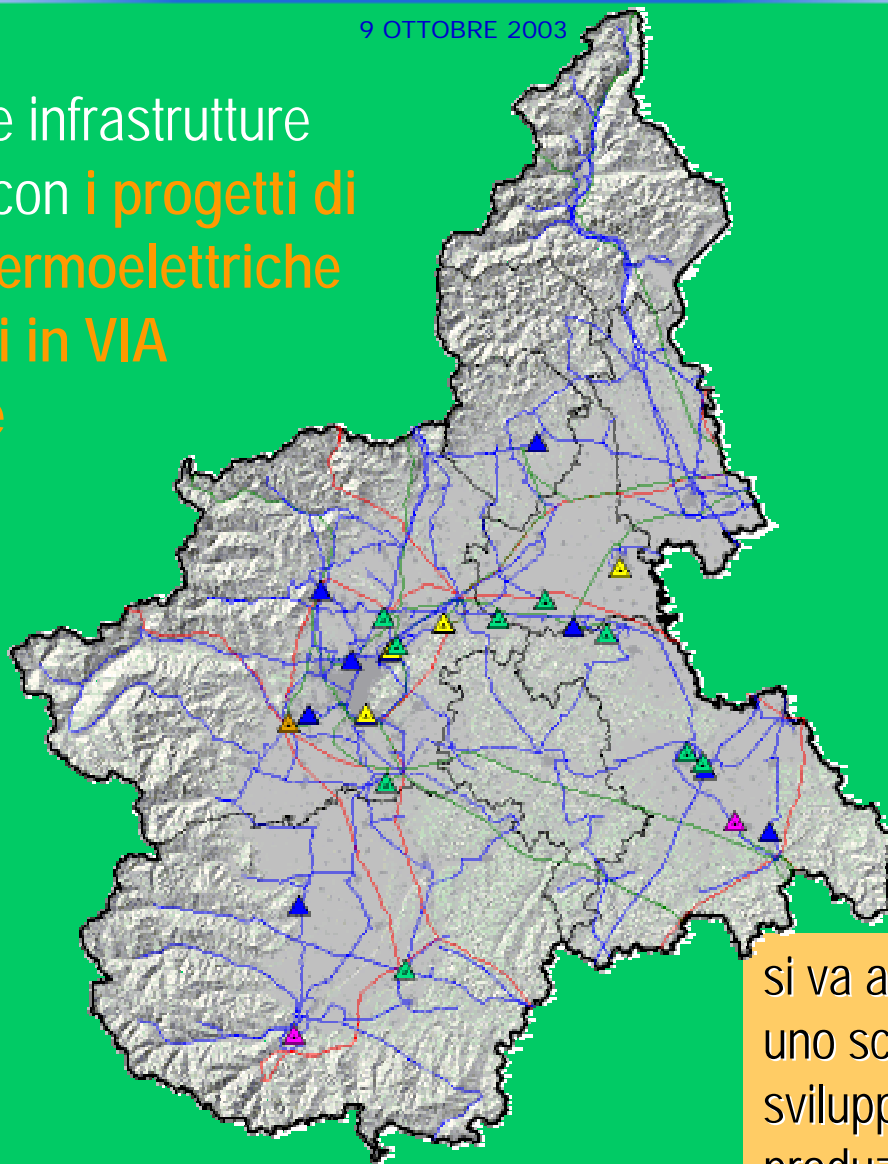 9 OTTOBRE 2003
e infrastrutture
con i progetti di
ermoelettriche
i in VIA
e
si va a
uno sc
svilupp